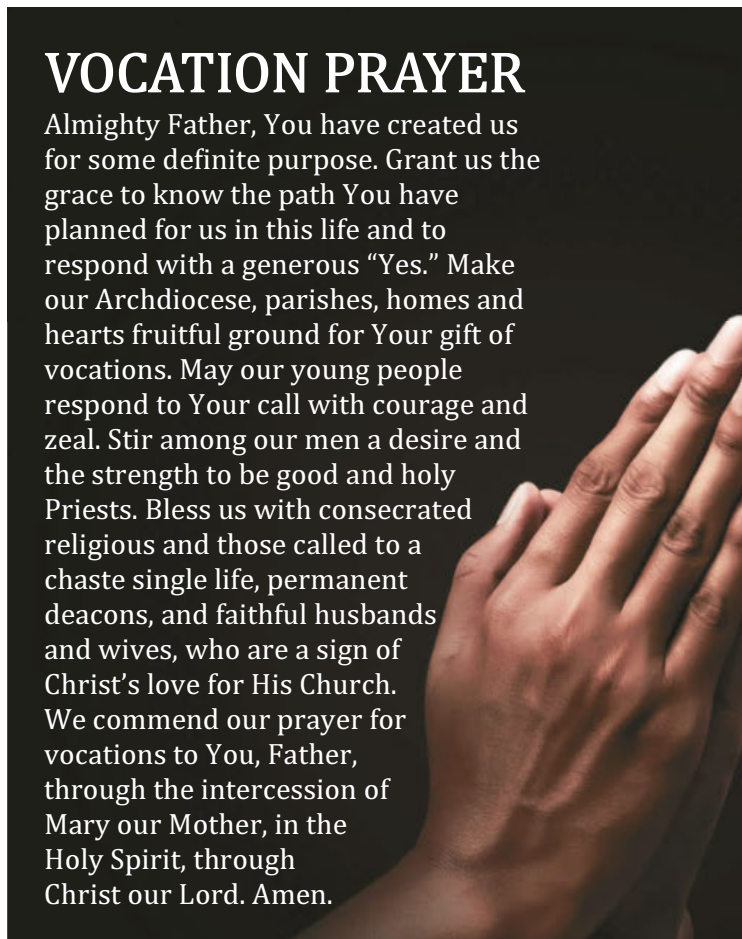 VOCATION PRAYER
Almighty Father, You have created us
for some definite purpose. Grant us the
grace to know the path You have
planned for us in this life and to
respond with a generous “Yes.” Make
our Archdiocese, parishes, homes and
hearts fruitful ground for Your gift of
vocations. May our young people
respond to Your call with courage and
zeal. Stir among our men a desire and
the strength to be good and holy
Priests. Bless us with consecrated
religious and those called to a
chaste single life, permanent
deacons, and faithful husbands
and wives, who are a sign of
Christ’s love for His Church.
We commend our prayer for
vocations to You, Father,
through the intercession of
Mary our Mother, in the
Holy Spirit, through
Christ our Lord. Amen.